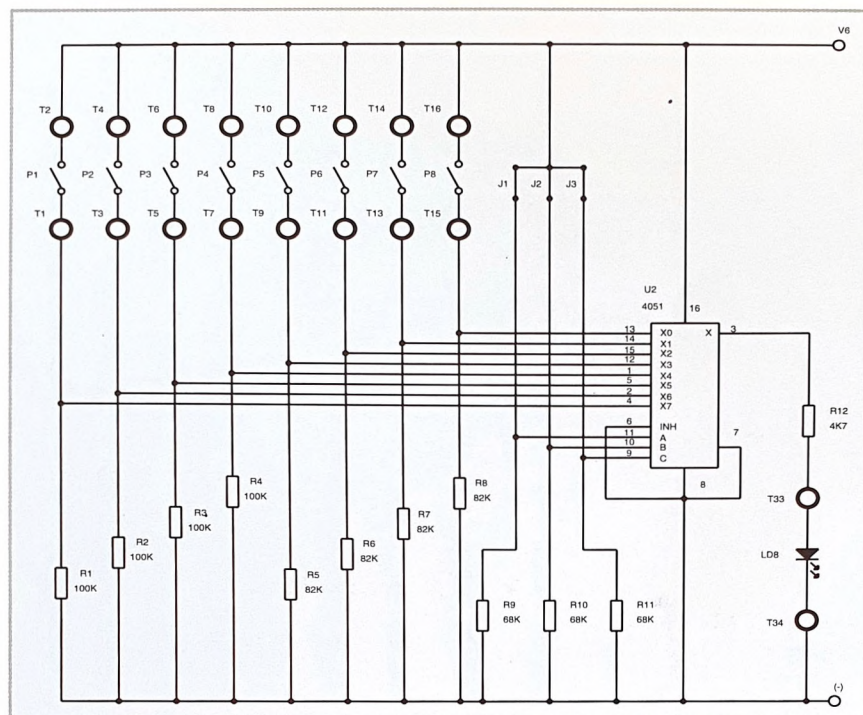 V6
T2 T4 T6 T8 T10 T12 T14 T16
P1 P2 P3 P4 P5 P6 P7 P8 J1 J2 J3
T1 T3 T5 T7 T9 T11 T13 T15
U2
4051
16
13 X0 X 3
14 X1
15 X2
12 X3
1 X4
5 X5
2 X6
4 X7
6 INH 7
11 A
10 B
9 C
8
R12
4K7
R4
100K
R8
82K
T33
R3
100K
R7
82K
R2
100K
R6
82K
LD8
R1
100K
R5
82K
R9
68K
R10
68K
R11
68K
T34
(-)